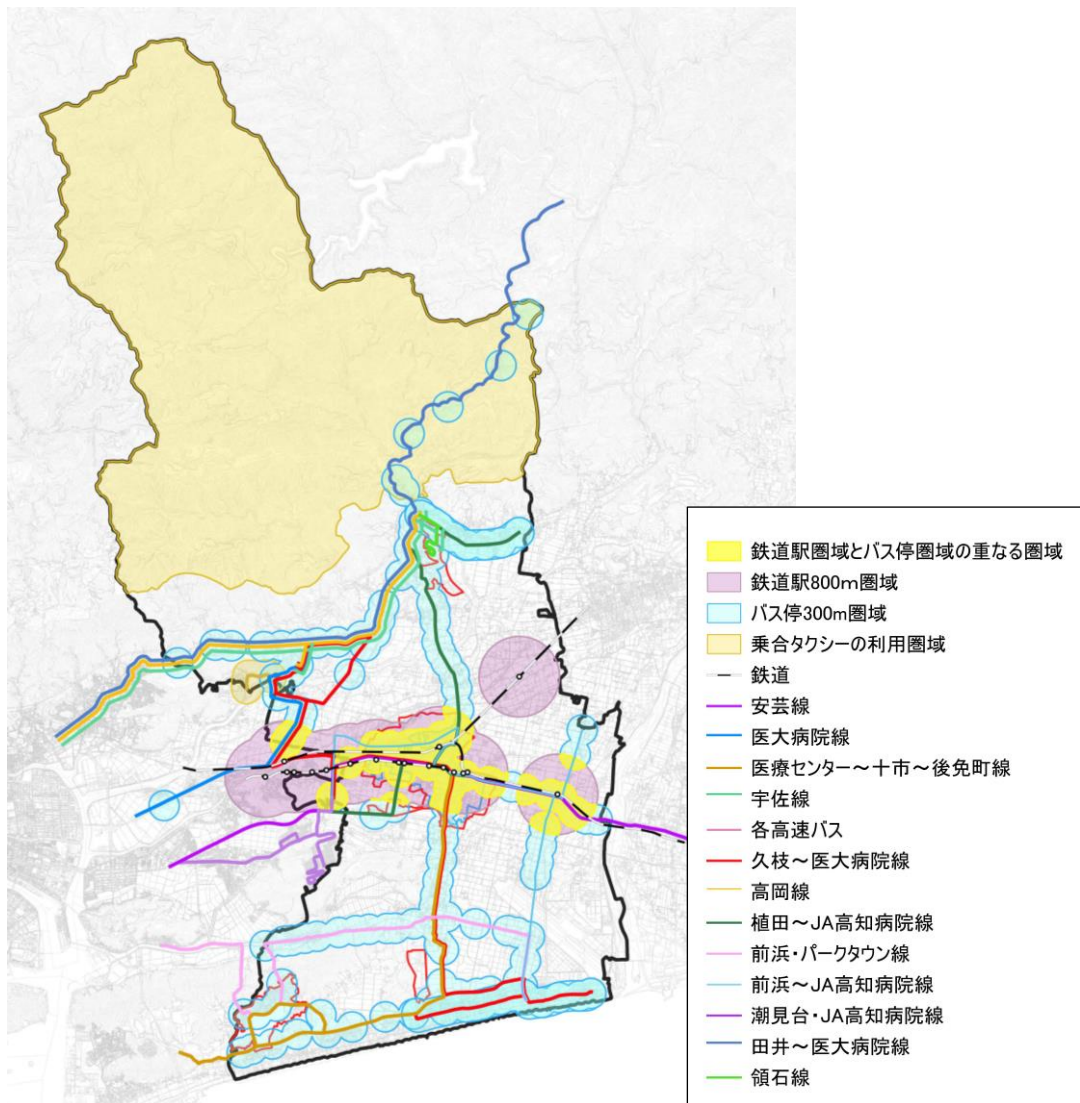 鉄道駅圏域とバス停圏域の重なる圏域
鉄道駅800m圏域
バス停300m圏域
乗合タクシーの利用圏域
鉄道
安芸線
医大病院線
医療センター～十市～後免町線
宇佐線
各高速バス
久枝～医大病院線
高岡線
植田～JA高知病院線
前浜・パークタウン線
前浜～JA高知病院線
潮見台・JA高知病院線
田井～医大病院線
領石線